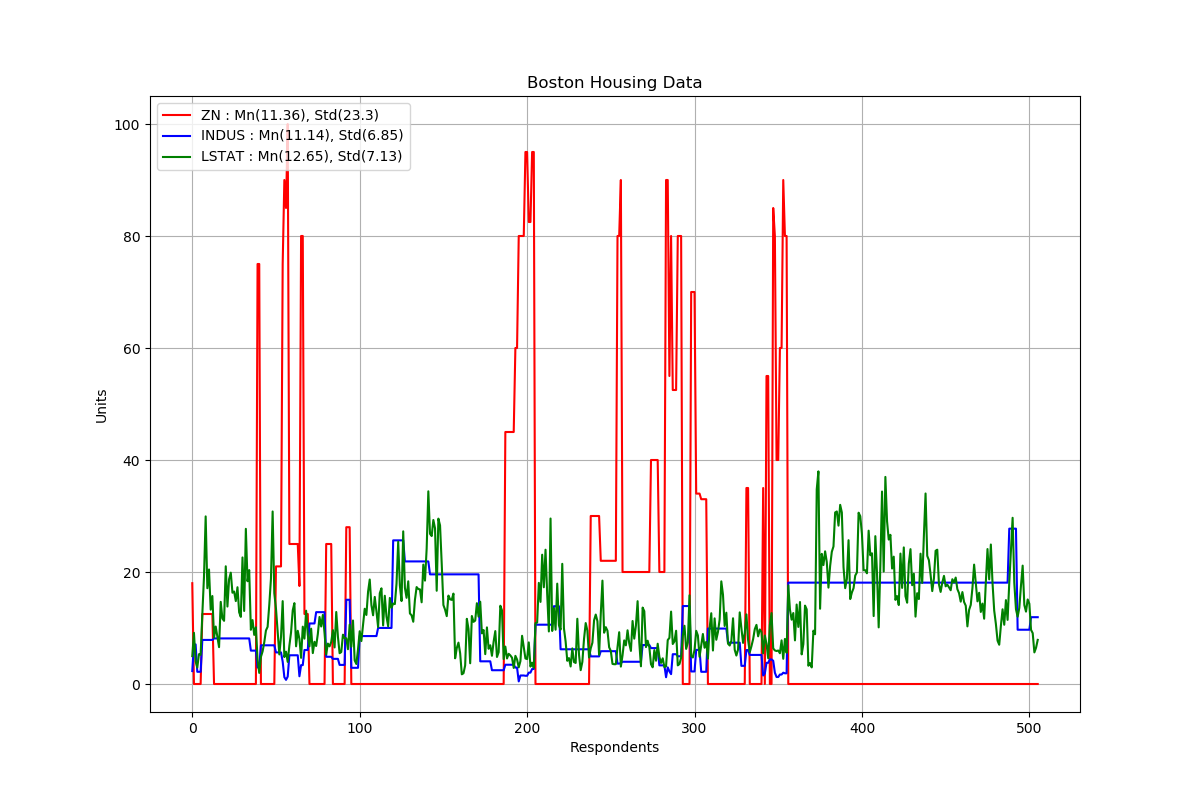 Boston Housing Data
ZN : Mn(11.36), Std(23.3)
INDUS : Mn(11.14), Std(6.85)
LSTAT : Mn(12.65), Std(7.13)
100
80
60
40
20
0
Units
0 100 200 300 400 500
Respondents